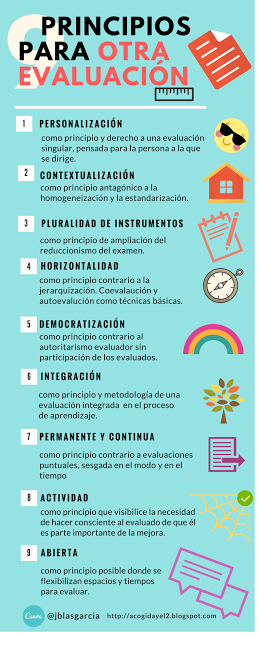 PRINCIPIOS
PARA OTRA
EVALUACIÓN
1 PERSONALIZACIÓN
como principio y derecho a una evaluación
singular, pensada para la persona a la que
se dirige.
2 CONTEXTUALIZACIÓN
como principio antagónico a la
homogeneización y la estandarización.
3 PLURALIDAD DE INSTRUMENTOS
como principio de ampliación del
reduccionismo del examen.
4 HORIZONTALIDAD
como principio contrario a la
jerarquización. Coevalaución y
autoevalución como técnicas básicas.
5 DEMOCRATIZACIÓN
como principio contrario al
autoritarismo evaluador sin
participación de los evaluados.
6 INTEGRACIÓN
como principio y metodología de una
evaluación integrada en el proceso
de aprendizaje.
7 PERMANENTE Y CONTINUA
como principio contrario a evaluaciones
puntuales, sesgada en el modo y en el
tiempo
8 ACTIVIDAD
como principio que visibilice la necesidad
de hacer consciente al evaluado de que él
es parte importante de la mejora.
9 ABIERTA
como principio posible donde se
flexibilizan espacios y tiempos
para evaluar.
Canva @jblasgarcia http://acogidayel2.blogspot.com